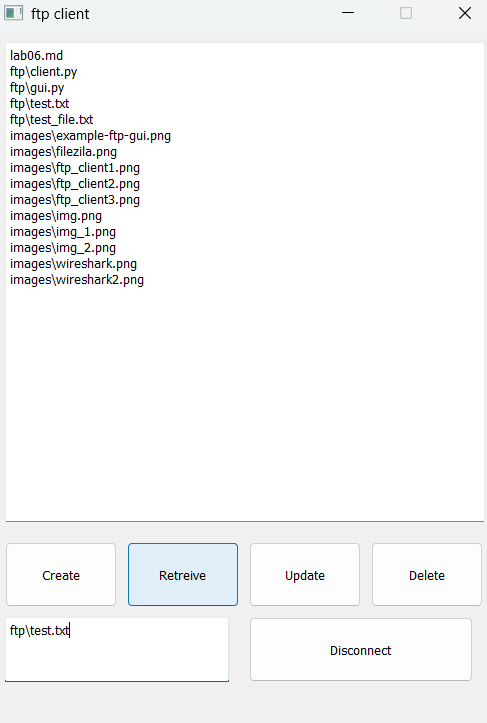 ftp client
lab06.md
ftp\client.py
ftp\gui.py
ftp\test.txt
ftp\test_file.txt
images\example-ftp-gui.png
images\filezila.png
images\ftp_client1.png
images\ftp_client2.png
images\ftp_client3.png
images\img.png
images\img_1.png
images\img_2.png
images\wireshark.png
images\wireshark2.png
Create
Retreive
Update
Delete
ftp\test.txt
Disconnect